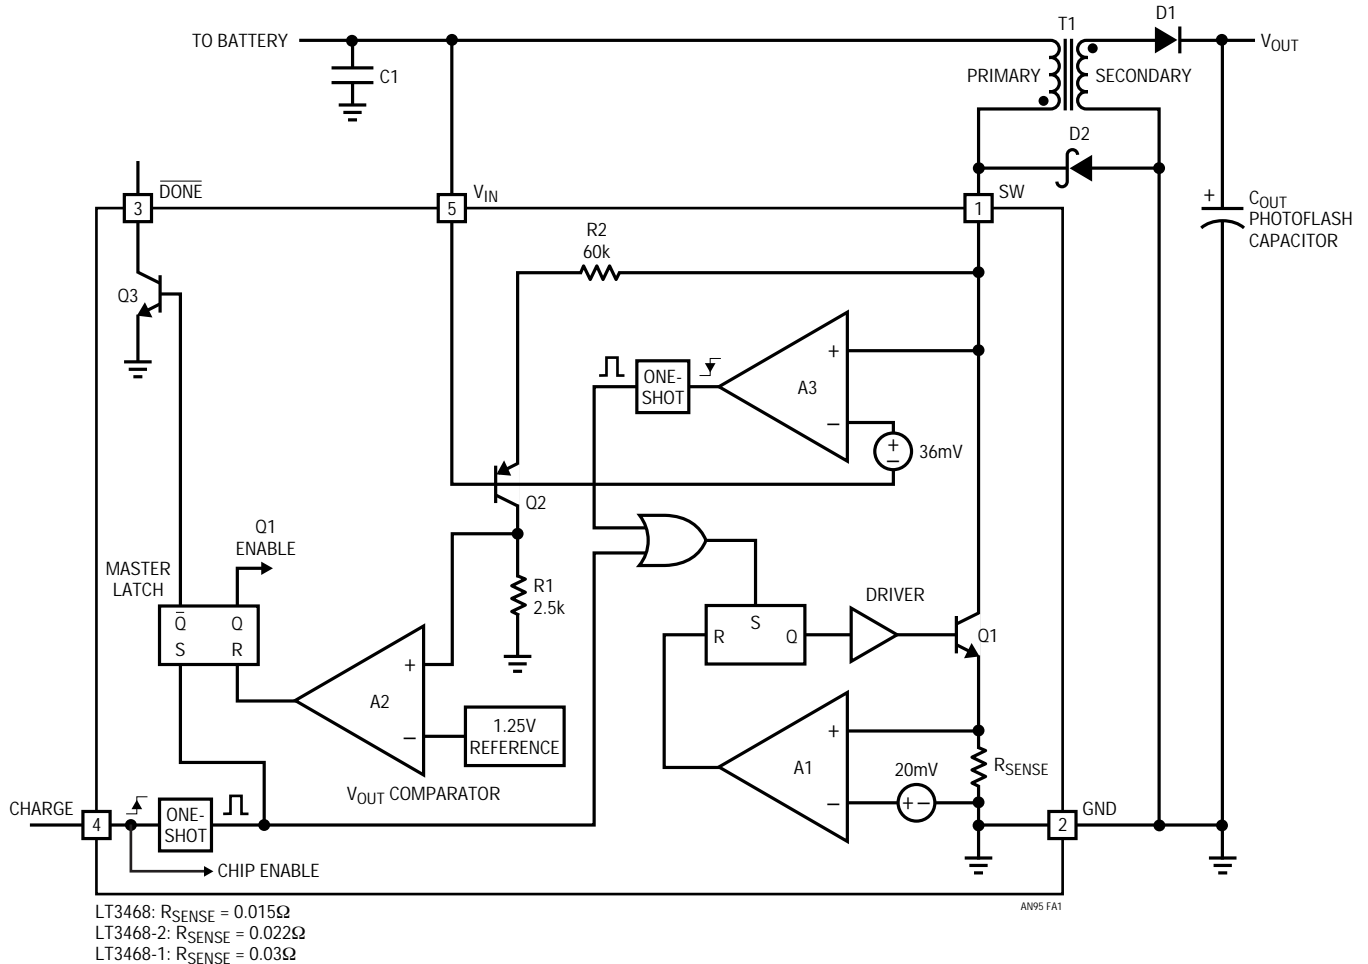 TO BATTERY
C1
T1
PRIMARY
SECONDARY
D1
VOUT
D2
DONE
3
VIN
5
SW
1
+
COUT
PHOTOFLASH
CAPACITOR
R2
60k
Q3
ONE-
SHOT
A3
+
–
+
–
36mV
Q2
Q1
ENABLE
MASTER
LATCH
Q̅
Q
S
R
R1
2.5k
DRIVER
R
S
Q
Q1
A2
+
–
1.25V
REFERENCE
VOUT COMPARATOR
A1
+
–
20mV
+ –
RSENSE
CHARGE
4
ONE-
SHOT
CHIP ENABLE
2
GND
AN95 FA1
LT3468: RSENSE = 0.015Ω
LT3468-2: RSENSE = 0.022Ω
LT3468-1: RSENSE = 0.03Ω